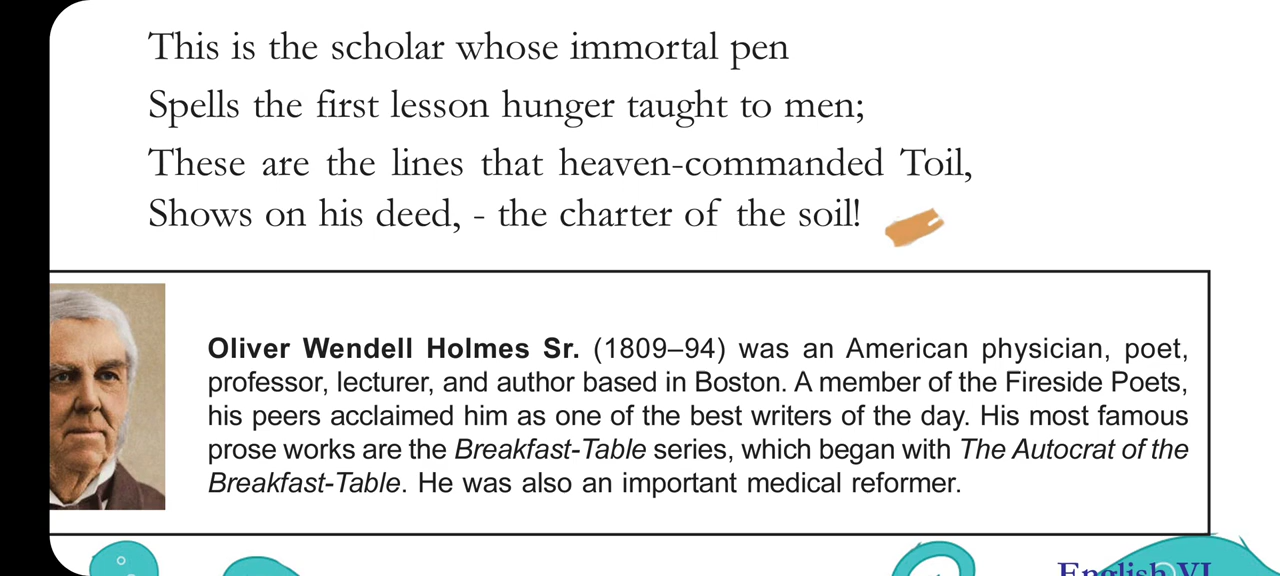 This is the scholar whose immortal pen
Spells the first lesson hunger taught to men;
These are the lines that heaven-commanded Toil,
Shows on his deed, - the charter of the soil!
Oliver Wendell Holmes Sr. (1809–94) was an American physician, poet,
professor, lecturer, and author based in Boston. A member of the Fireside Poets,
his peers acclaimed him as one of the best writers of the day. His most famous
prose works are the Breakfast-Table series, which began with The Autocrat of the
Breakfast-Table. He was also an important medical reformer.
English VI